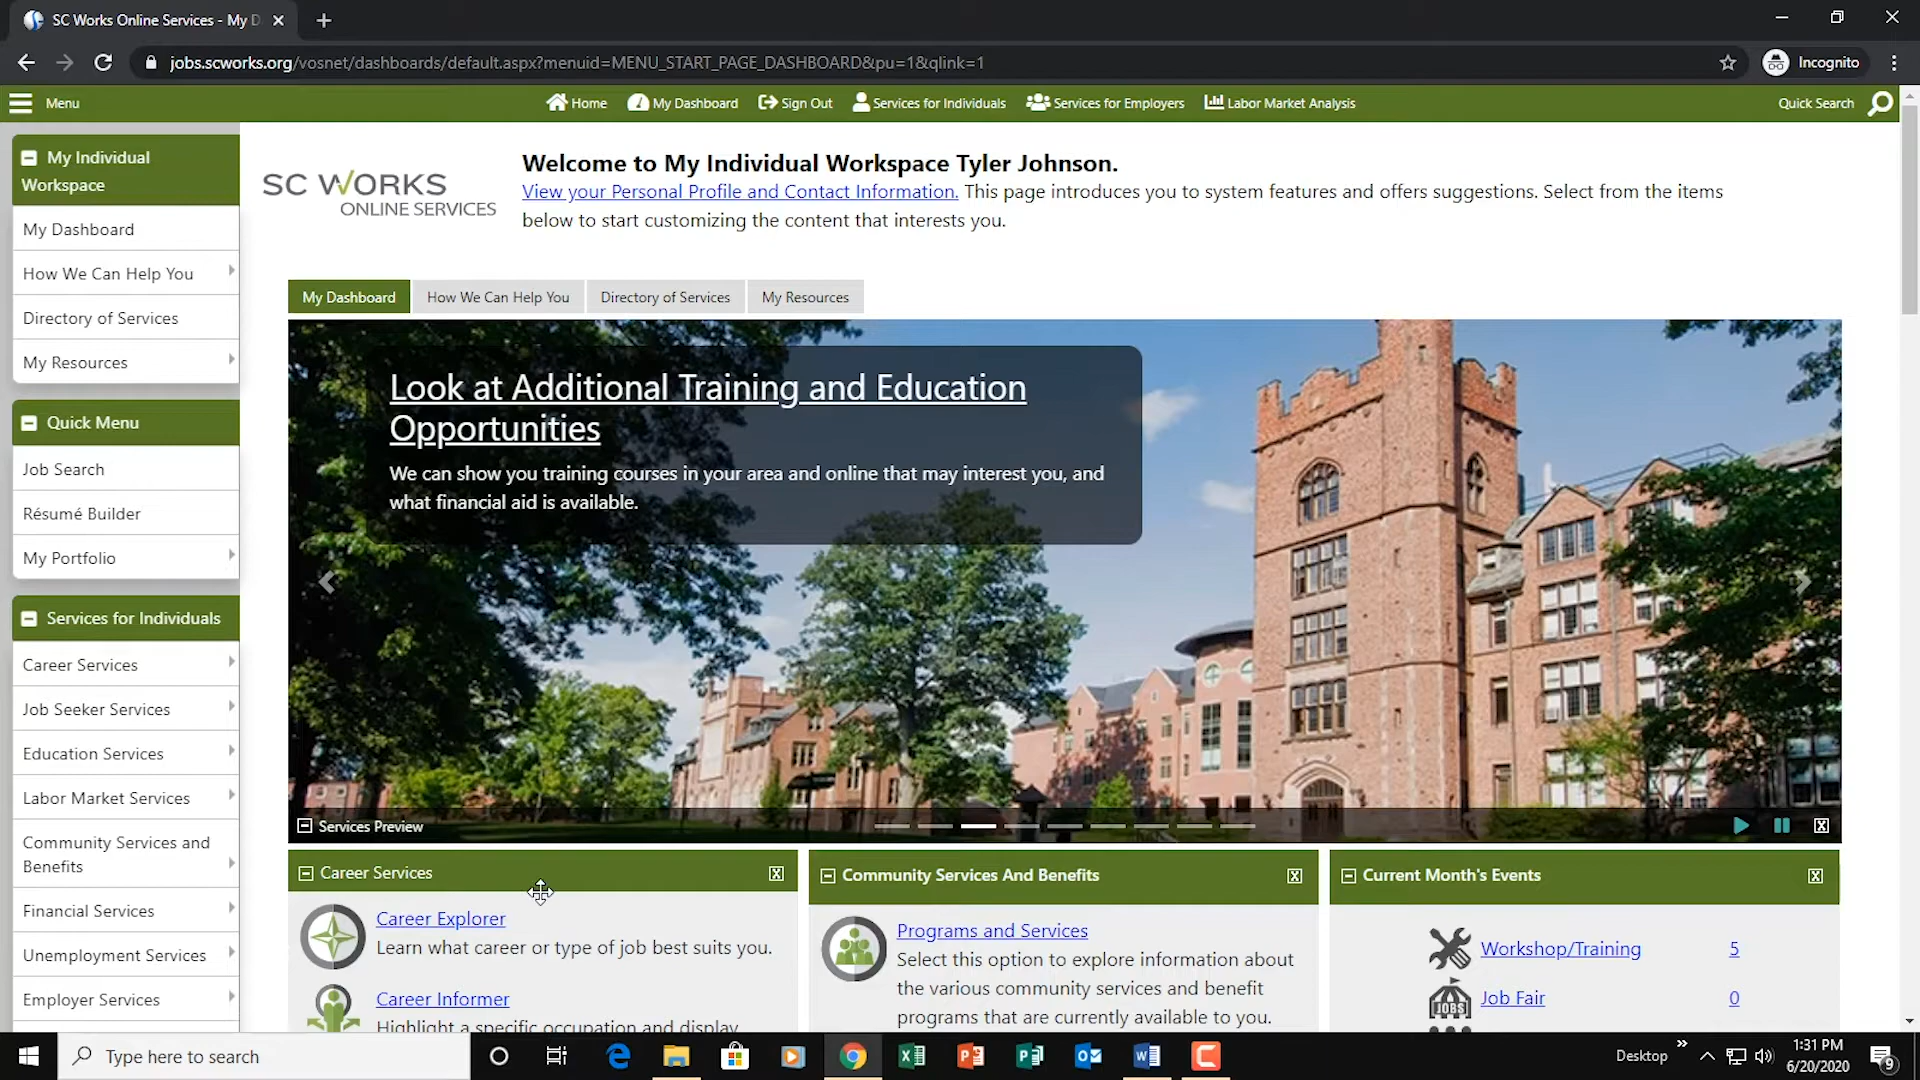 SC Works Online Services - My D
jobs.scworks.org/vosnet/dashboards/default.aspx?menuid=MENU_START_PAGE_DASHBOARD&pu=1&qlink=1
Incognito
Menu
Home
My Dashboard
Sign Out
Services for Individuals
Services for Employers
Labor Market Analysis
Quick Search
My Individual
Workspace
My Dashboard
How We Can Help You
Directory of Services
My Resources
Quick Menu
Job Search
Résumé Builder
My Portfolio
Services for Individuals
Career Services
Job Seeker Services
Education Services
Labor Market Services
Community Services and
Benefits
Financial Services
Unemployment Services
Employer Services
SC WORKS
ONLINE SERVICES
Welcome to My Individual Workspace Tyler Johnson.
View your Personal Profile and Contact Information. This page introduces you to system features and offers suggestions. Select from the items
below to start customizing the content that interests you.
My Dashboard
How We Can Help You
Directory of Services
My Resources
Look at Additional Training and Education
Opportunities
We can show you training courses in your area and online that may interest you, and
what financial aid is available.
Services Preview
Career Services
Career Explorer
Learn what career or type of job best suits you.
Career Informer
Highlight a specific occupation and display
Community Services And Benefits
Programs and Services
Select this option to explore information about
the various community services and benefit
programs that are currently available to you.
Current Month's Events
Workshop/Training 5
JOBS
Job Fair 0
Type here to search
Desktop
1:31 PM
6/20/2020
9